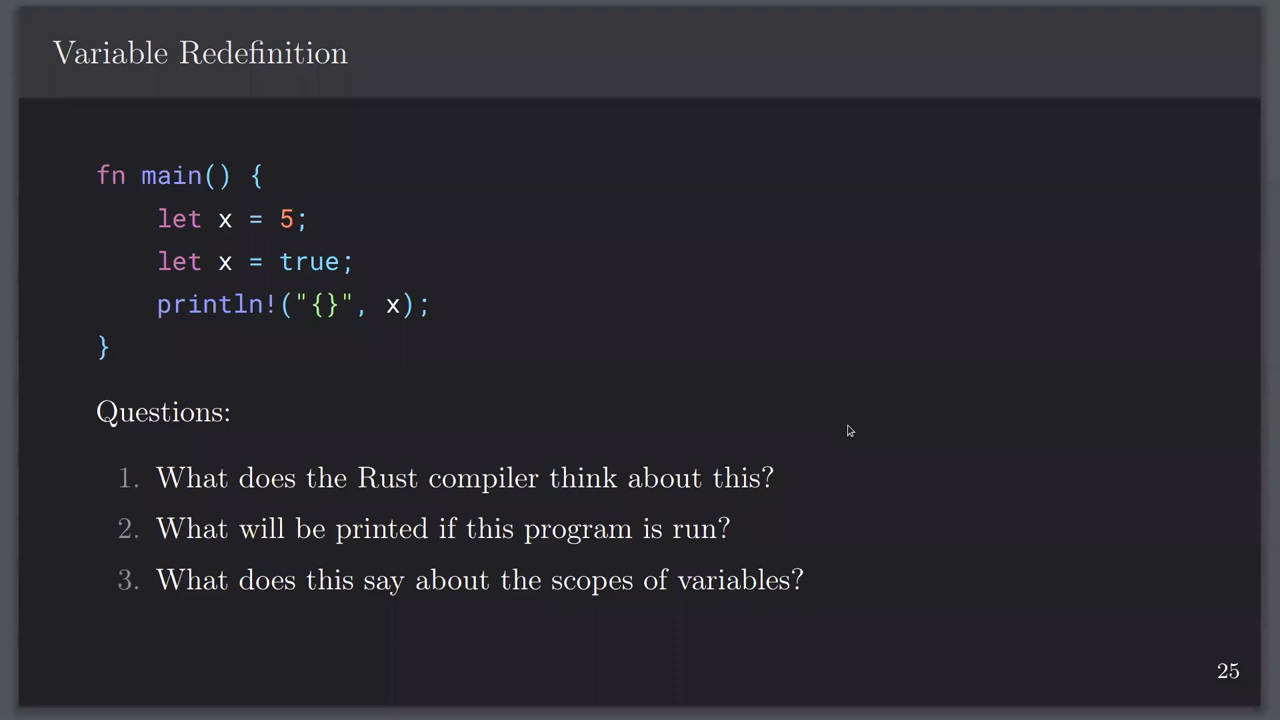 Variable Redefinition
fn main() {
    let x = 5;
    let x = true;
    println!("{}", x);
}
Questions:
1. What does the Rust compiler think about this?
2. What will be printed if this program is run?
3. What does this say about the scopes of variables?
25